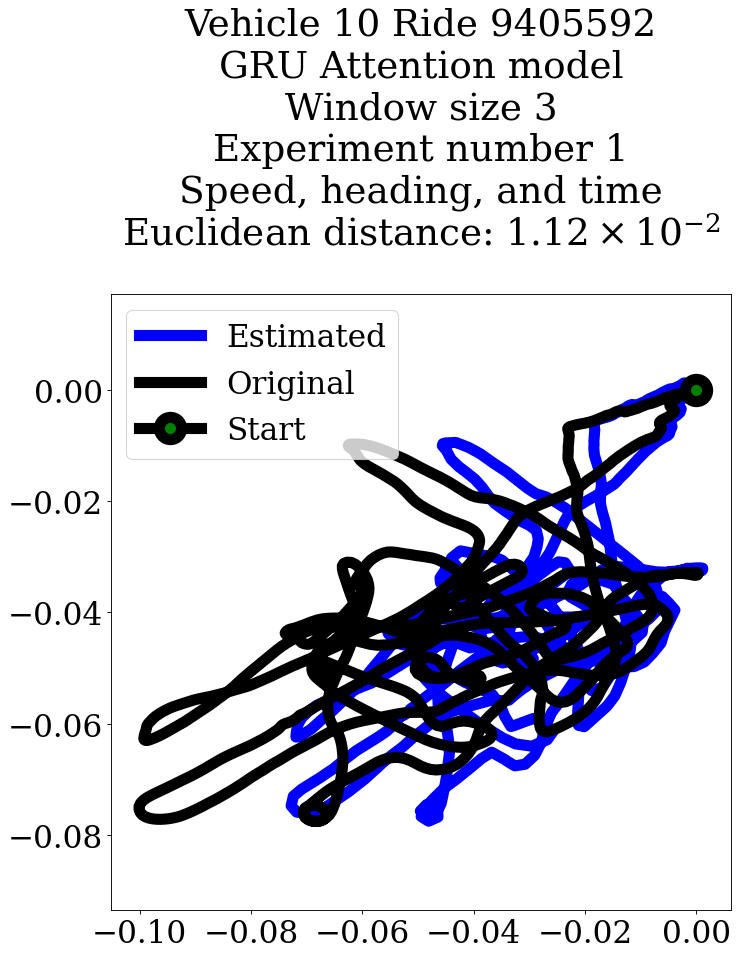 Vehicle 10 Ride 9405592
GRU Attention model
Window size 3
Experiment number 1
Speed, heading, and time
Euclidean distance: 1.12 × 10⁻²
Estimated
Original
Start
0.00
−0.02
−0.04
−0.06
−0.08
−0.10 −0.08 −0.06 −0.04 −0.02 0.00